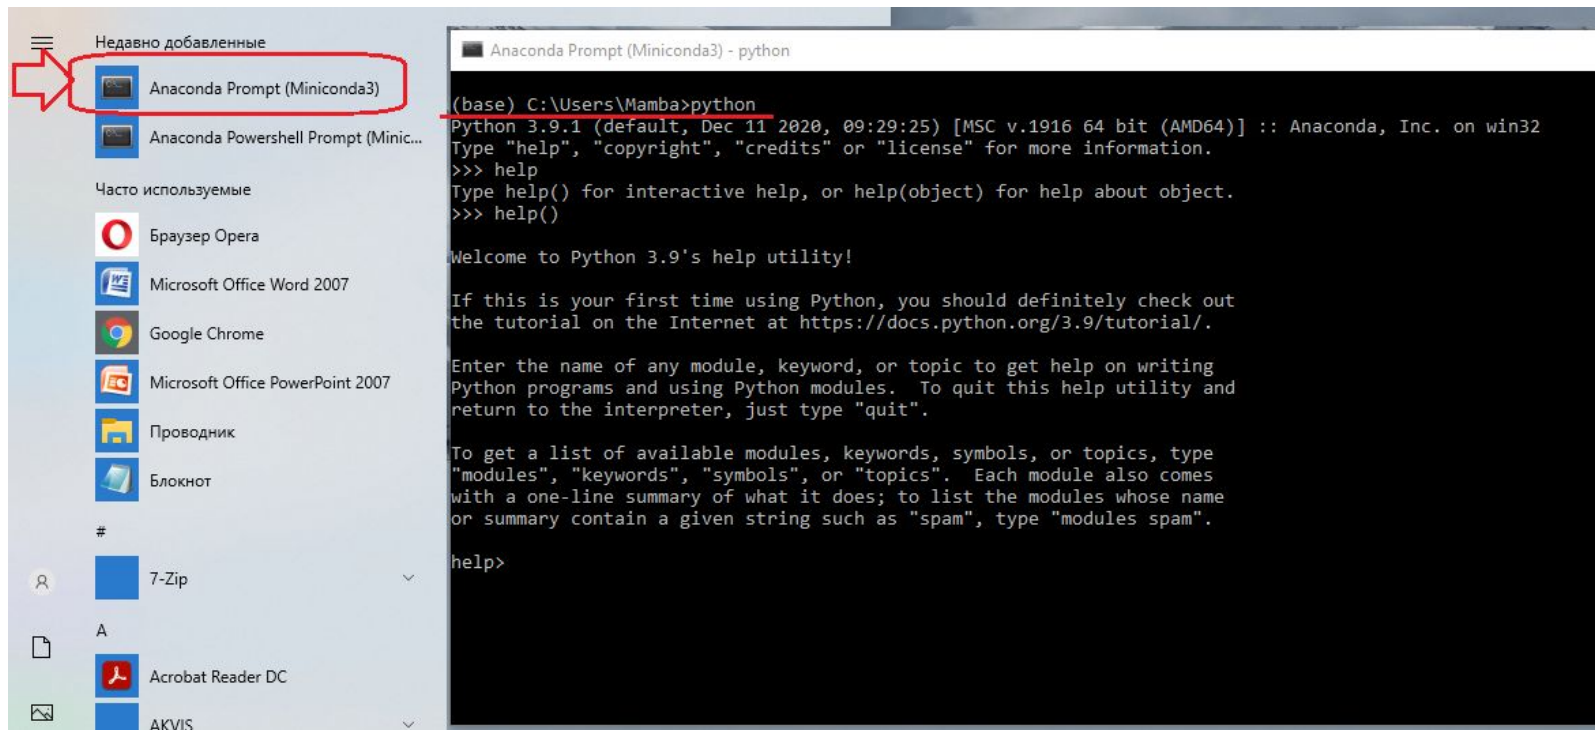 Недавно добавленные
Anaconda Prompt (Miniconda3)
Anaconda Powershell Prompt (Minic...
Часто используемые
Браузер Opera
Microsoft Office Word 2007
Google Chrome
Microsoft Office PowerPoint 2007
Проводник
Блокнот
#
7-Zip
A
Acrobat Reader DC
AKVIS
Anaconda Prompt (Miniconda3) - python
(base) C:\Users\Mamba>python
Python 3.9.1 (default, Dec 11 2020, 09:29:25) [MSC v.1916 64 bit (AMD64)] :: Anaconda, Inc. on win32
Type "help", "copyright", "credits" or "license" for more information.
>>> help
Type help() for interactive help, or help(object) for help about object.
>>> help()
Welcome to Python 3.9's help utility!
If this is your first time using Python, you should definitely check out
the tutorial on the Internet at https://docs.python.org/3.9/tutorial/.
Enter the name of any module, keyword, or topic to get help on writing
Python programs and using Python modules.  To quit this help utility and
return to the interpreter, just type "quit".
To get a list of available modules, keywords, symbols, or topics, type
"modules", "keywords", "symbols", or "topics".  Each module also comes
with a one-line summary of what it does; to list the modules whose name
or summary contain a given string such as "spam", type "modules spam".
help>